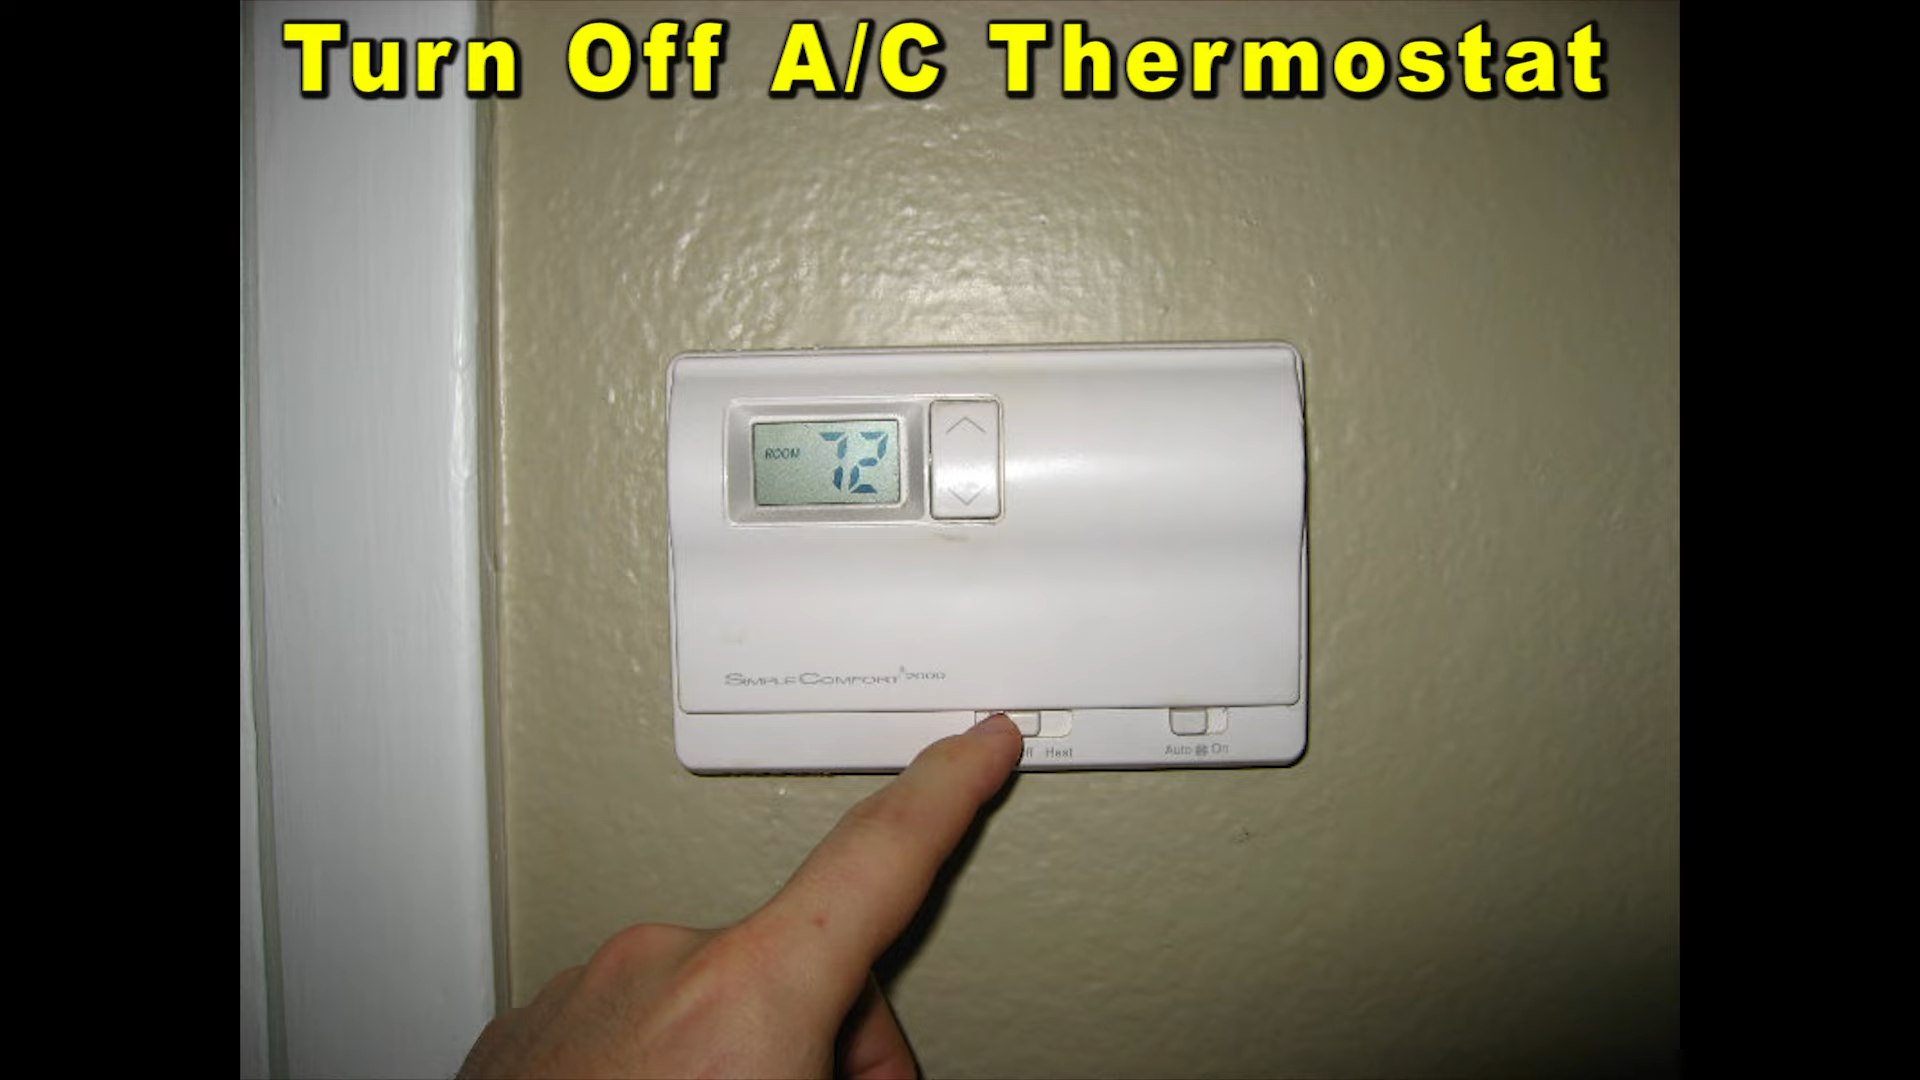 Turn Off A/C Thermostat
ROOM 72
SIMPLECOMFORT® 2000
Heat
Auto On